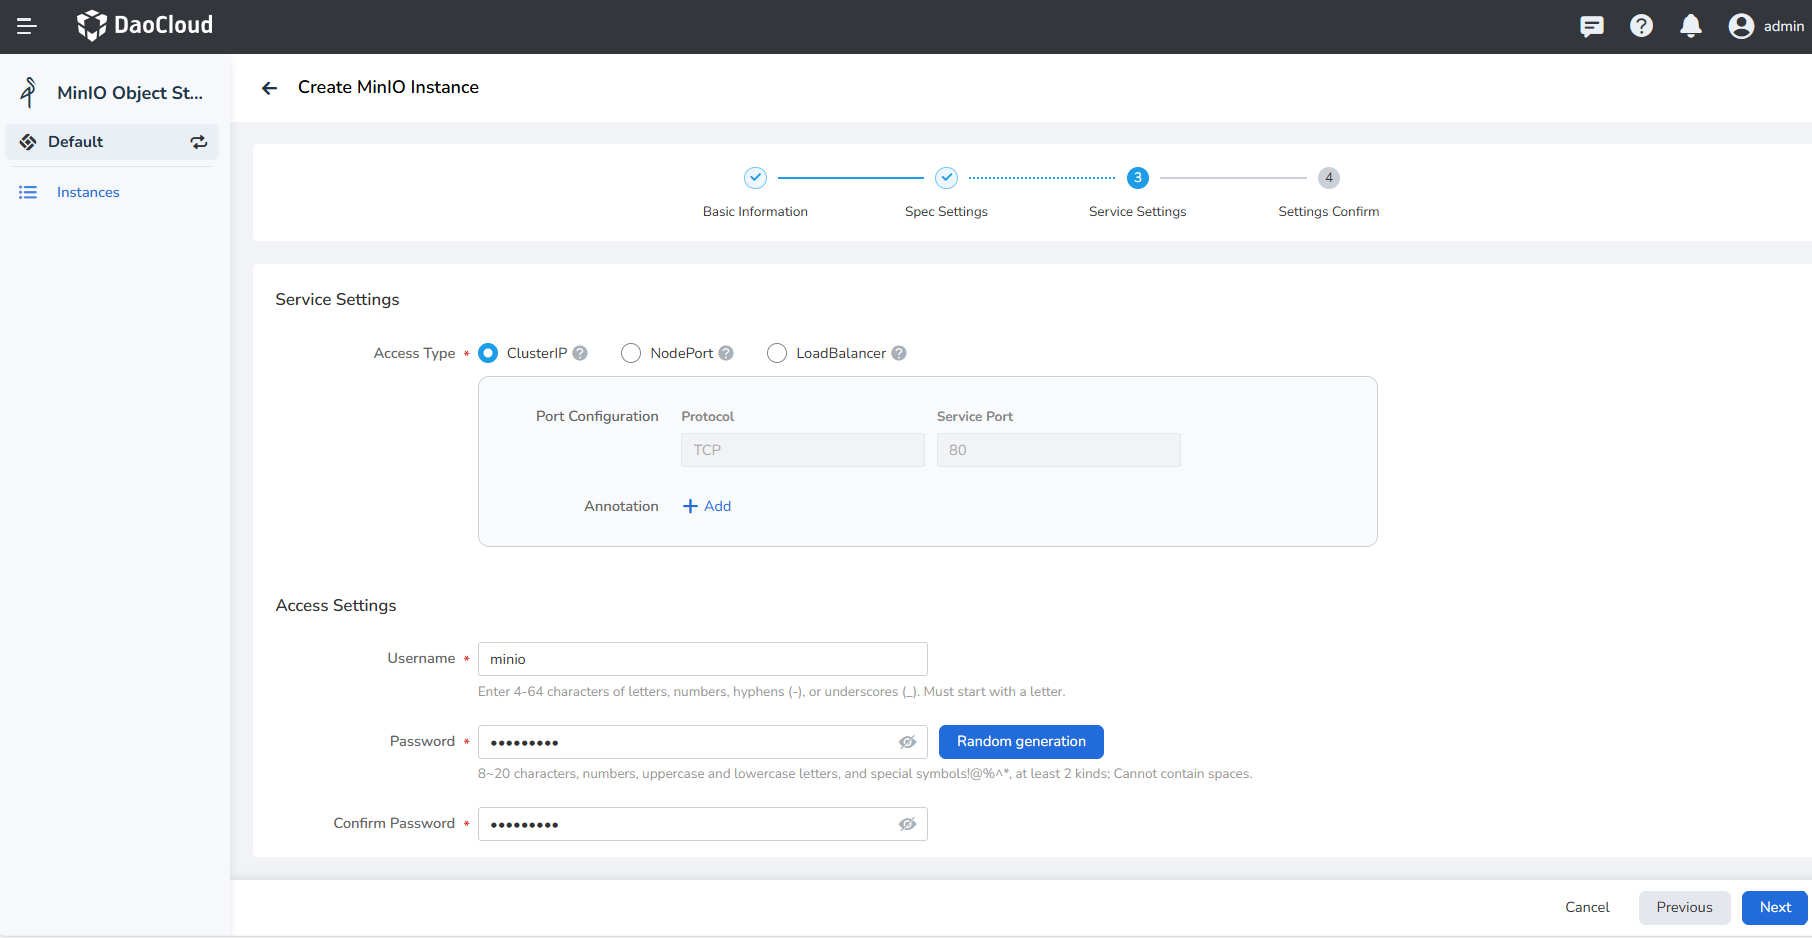 DaoCloud
admin
MinIO Object St...
Create MinIO Instance
Default
Instances
3
4
Basic Information
Spec Settings
Service Settings
Settings Confirm
Service Settings
Access Type * ClusterIP ? NodePort ? LoadBalancer ?
Port Configuration Protocol Service Port
TCP 80
Annotation + Add
Access Settings
Username * minio
Enter 4-64 characters of letters, numbers, hyphens (-), or underscores (_). Must start with a letter.
Password * ••••••••• Random generation
8~20 characters, numbers, uppercase and lowercase letters, and special symbols!@%^*, at least 2 kinds; Cannot contain spaces.
Confirm Password * •••••••••
Cancel Previous Next